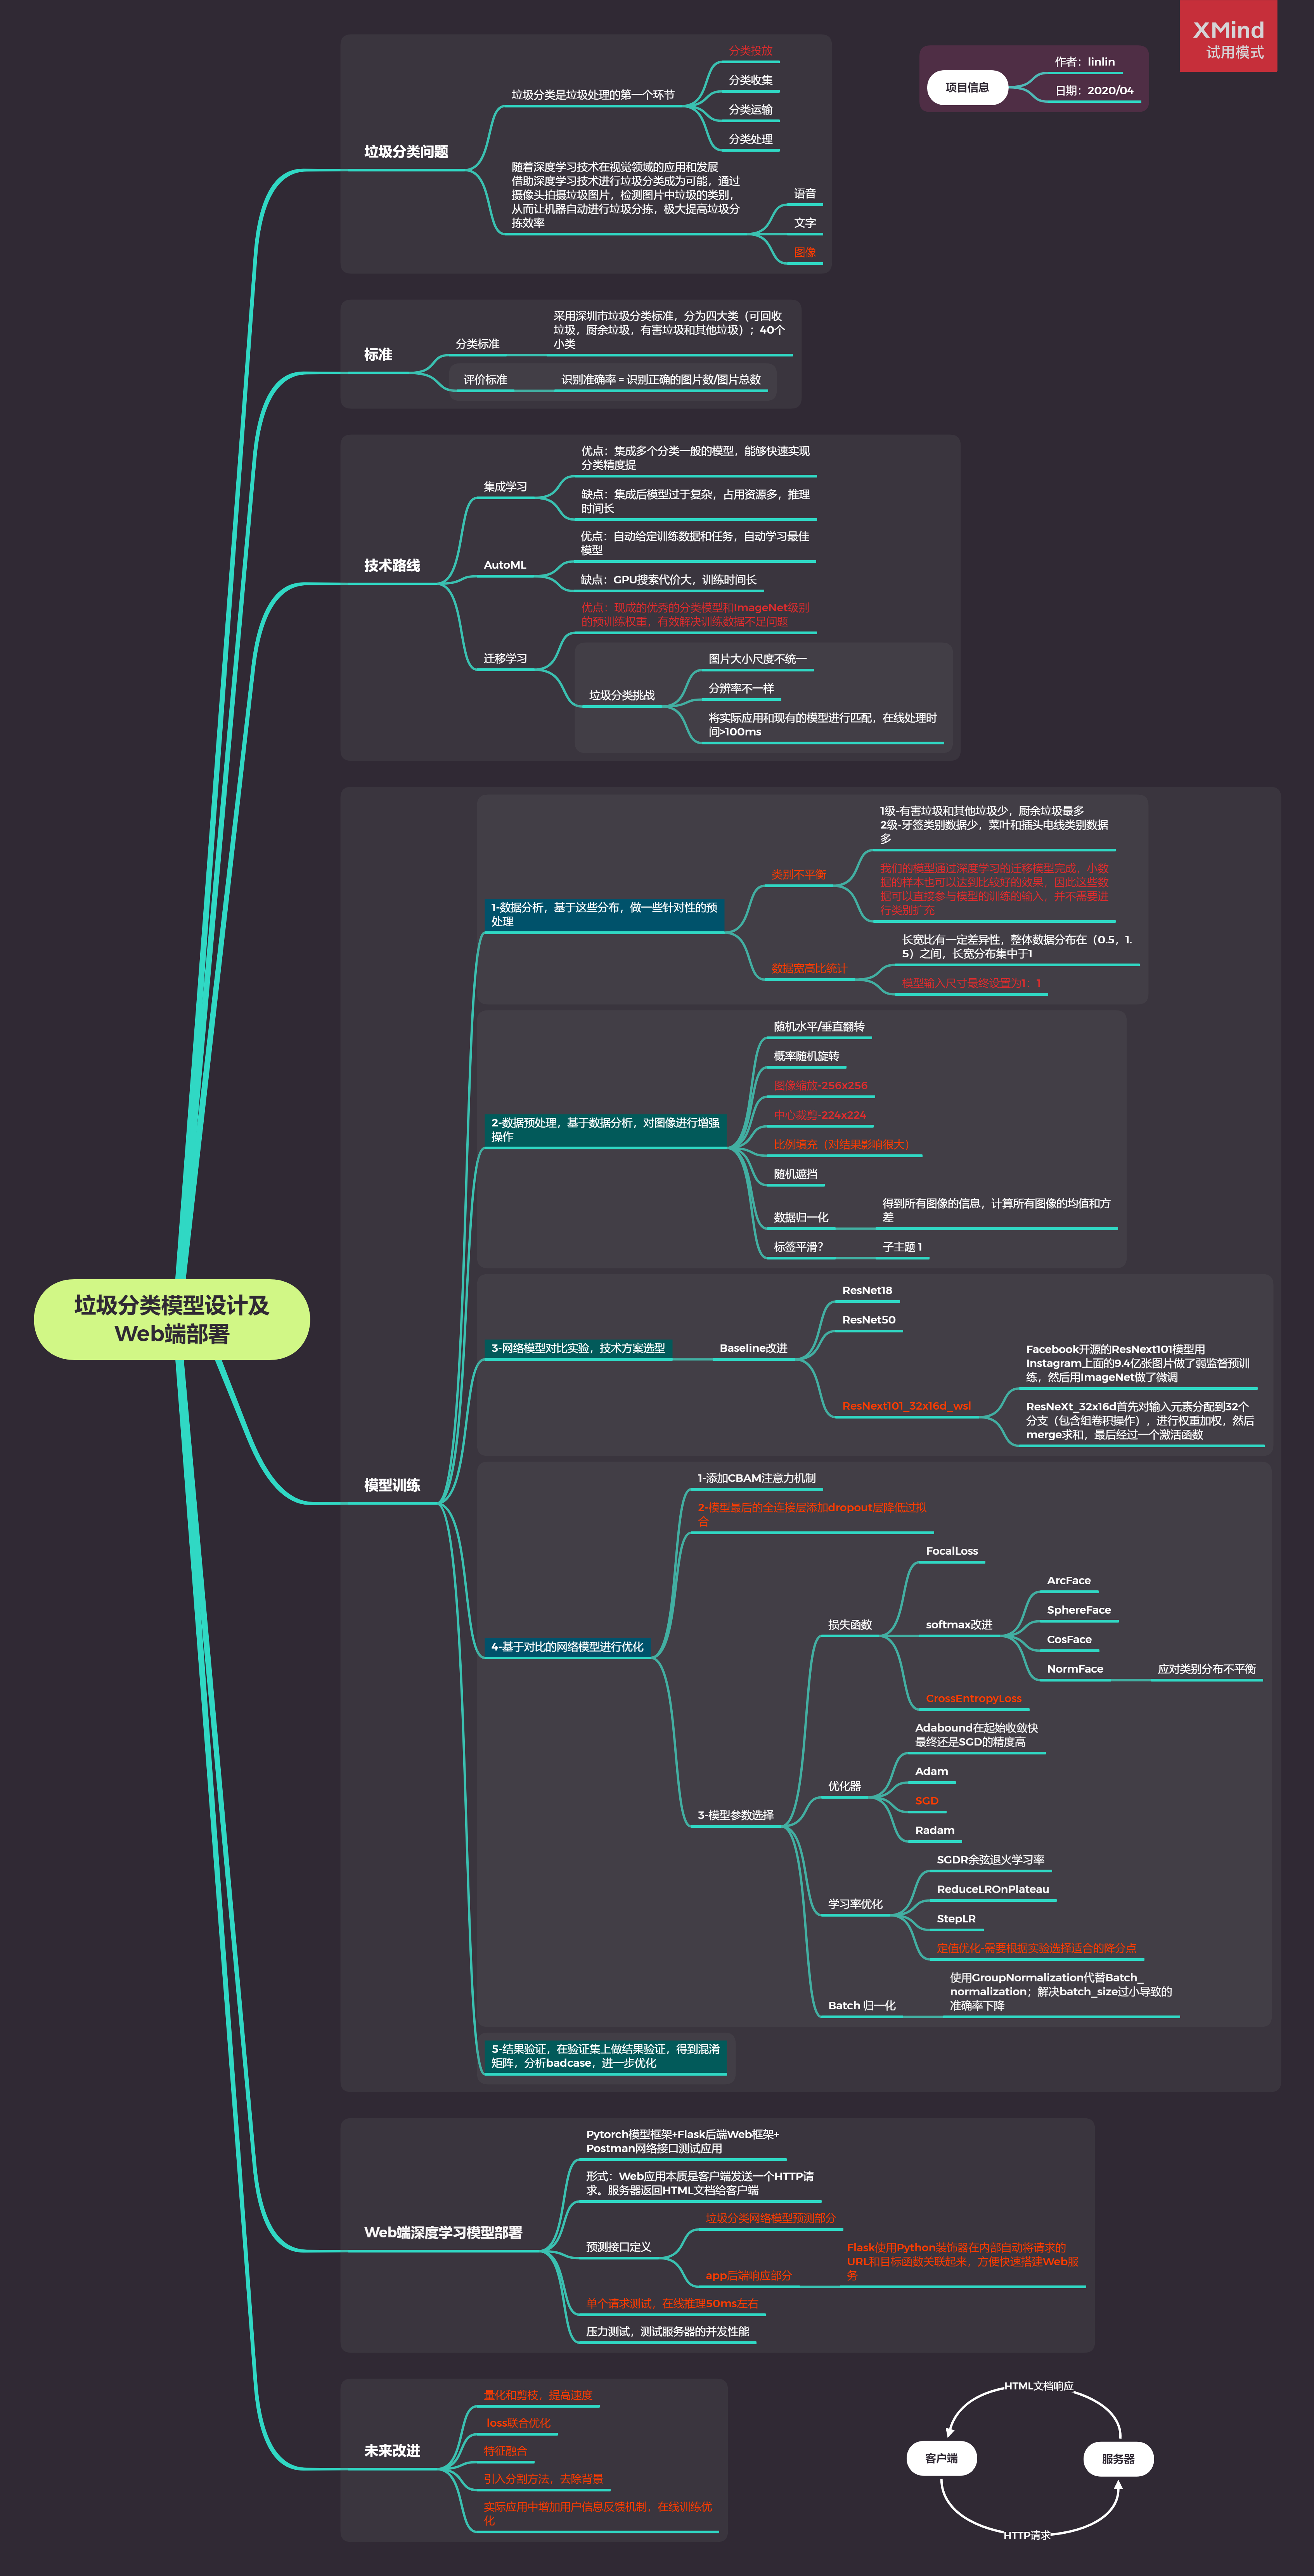 XMind
试用模式
项目信息
作者：linlin
日期：2020/04
垃圾分类模型设计及
Web端部署
垃圾分类问题
垃圾分类是垃圾处理的第一个环节
分类投放
分类收集
分类运输
分类处理
随着深度学习技术在视觉领域的应用和发展
借助深度学习技术进行垃圾分类成为可能，通过
摄像头拍摄垃圾图片，检测图片中垃圾的类别，
从而让机器自动进行垃圾分拣，极大提高垃圾分
拣效率
语音
文字
图像
标准
分类标准
采用深圳市垃圾分类标准，分为四大类（可回收
垃圾，厨余垃圾，有害垃圾和其他垃圾）；40个
小类
评价标准
识别准确率 = 识别正确的图片数/图片总数
技术路线
集成学习
优点：集成多个分类一般的模型，能够快速实现
分类精度提
缺点：集成后模型过于复杂，占用资源多，推理
时间长
AutoML
优点：自动给定训练数据和任务，自动学习最佳
模型
缺点：GPU搜索代价大，训练时间长
迁移学习
优点：现成的优秀的分类模型和ImageNet级别
的预训练权重，有效解决训练数据不足问题
垃圾分类挑战
图片大小尺度不统一
分辨率不一样
将实际应用和现有的模型进行匹配，在线处理时
间>100ms
模型训练
1-数据分析，基于这些分布，做一些针对性的预
处理
类别不平衡
1级-有害垃圾和其他垃圾少，厨余垃圾最多
2级-牙签类别数据少，菜叶和插头电线类别数据
多
我们的模型通过深度学习的迁移模型完成，小数
据的样本也可以达到比较好的效果，因此这些数
据可以直接参与模型的训练的输入，并不需要进
行类别扩充
数据宽高比统计
长宽比有一定差异性，整体数据分布在（0.5，1.
5）之间，长宽分布集中于1
模型输入尺寸最终设置为1：1
2-数据预处理，基于数据分析，对图像进行增强
操作
随机水平/垂直翻转
概率随机旋转
图像缩放-256x256
中心裁剪-224x224
比例填充（对结果影响很大）
随机遮挡
数据归一化
得到所有图像的信息，计算所有图像的均值和方
差
标签平滑？
子主题 1
3-网络模型对比实验，技术方案选型
Baseline改进
ResNet18
ResNet50
ResNext101_32x16d_wsl
Facebook开源的ResNext101模型用
Instagram上面的9.4亿张图片做了弱监督预训
练，然后用ImageNet做了微调
ResNeXt_32x16d首先对输入元素分配到32个
分支（包含组卷积操作），进行权重加权，然后
merge求和，最后经过一个激活函数
4-基于对比的网络模型进行优化
1-添加CBAM注意力机制
2-模型最后的全连接层添加dropout层降低过拟
合
3-模型参数选择
损失函数
FocalLoss
softmax改进
ArcFace
SphereFace
CosFace
NormFace
应对类别分布不平衡
CrossEntropyLoss
优化器
Adabound在起始收敛快
最终还是SGD的精度高
Adam
SGD
Radam
学习率优化
SGDR余弦退火学习率
ReduceLROnPlateau
StepLR
定值优化-需要根据实验选择适合的降分点
Batch 归一化
使用GroupNormalization代替Batch_
normalization；解决batch_size过小导致的
准确率下降
5-结果验证，在验证集上做结果验证，得到混淆
矩阵，分析badcase，进一步优化
Web端深度学习模型部署
Pytorch模型框架+Flask后端Web框架+
Postman网络接口测试应用
形式：Web应用本质是客户端发送一个HTTP请
求。服务器返回HTML文档给客户端
预测接口定义
垃圾分类网络模型预测部分
app后端响应部分
Flask使用Python装饰器在内部自动将请求的
URL和目标函数关联起来，方便快速搭建Web服
务
单个请求测试，在线推理50ms左右
压力测试，测试服务器的并发性能
未来改进
量化和剪枝，提高速度
loss联合优化
特征融合
引入分割方法，去除背景
实际应用中增加用户信息反馈机制，在线训练优
化
HTML文档响应
客户端
服务器
HTTP请求